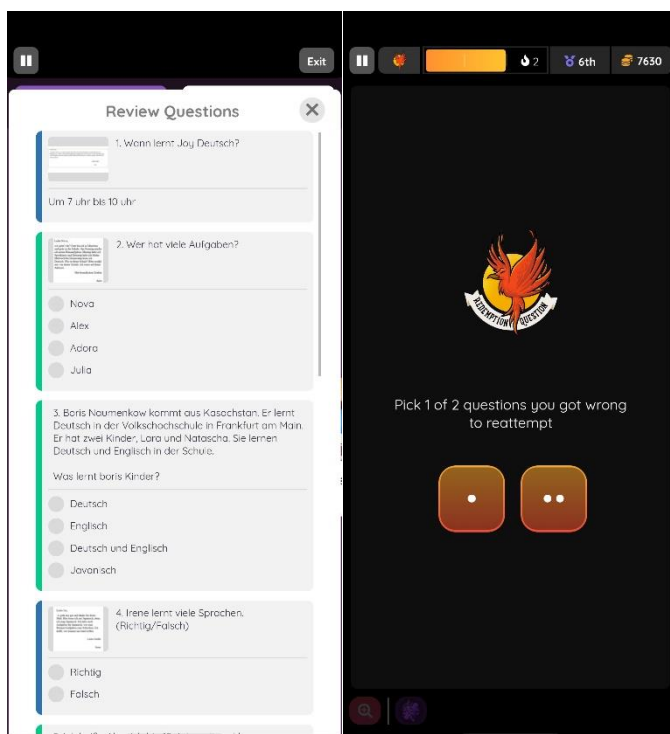 Exit
Review Questions
1. Wann lernt Joy Deutsch?
Um 7 uhr bis 10 uhr
2. Wer hat viele Aufgaben?
Nova
Alex
Adora
Julia
3. Boris Naumenkow kommt aus Kasachstan. Er lernt
Deutsch in der Volkschochschule in Frankfurt am Main.
Er hat zwei Kinder, Lara und Natascha. Sie lernen
Deutsch und Englisch in der Schule.
Was lernt boris Kinder?
Deutsch
Englisch
Deutsch und Englisch
Javanisch
4. Irene lernt viele Sprachen.
(Richtig/Falsch)
Richtig
Falsch
2
6th
7630
REDEMPTION QUESTION
Pick 1 of 2 questions you got wrong
to reattempt